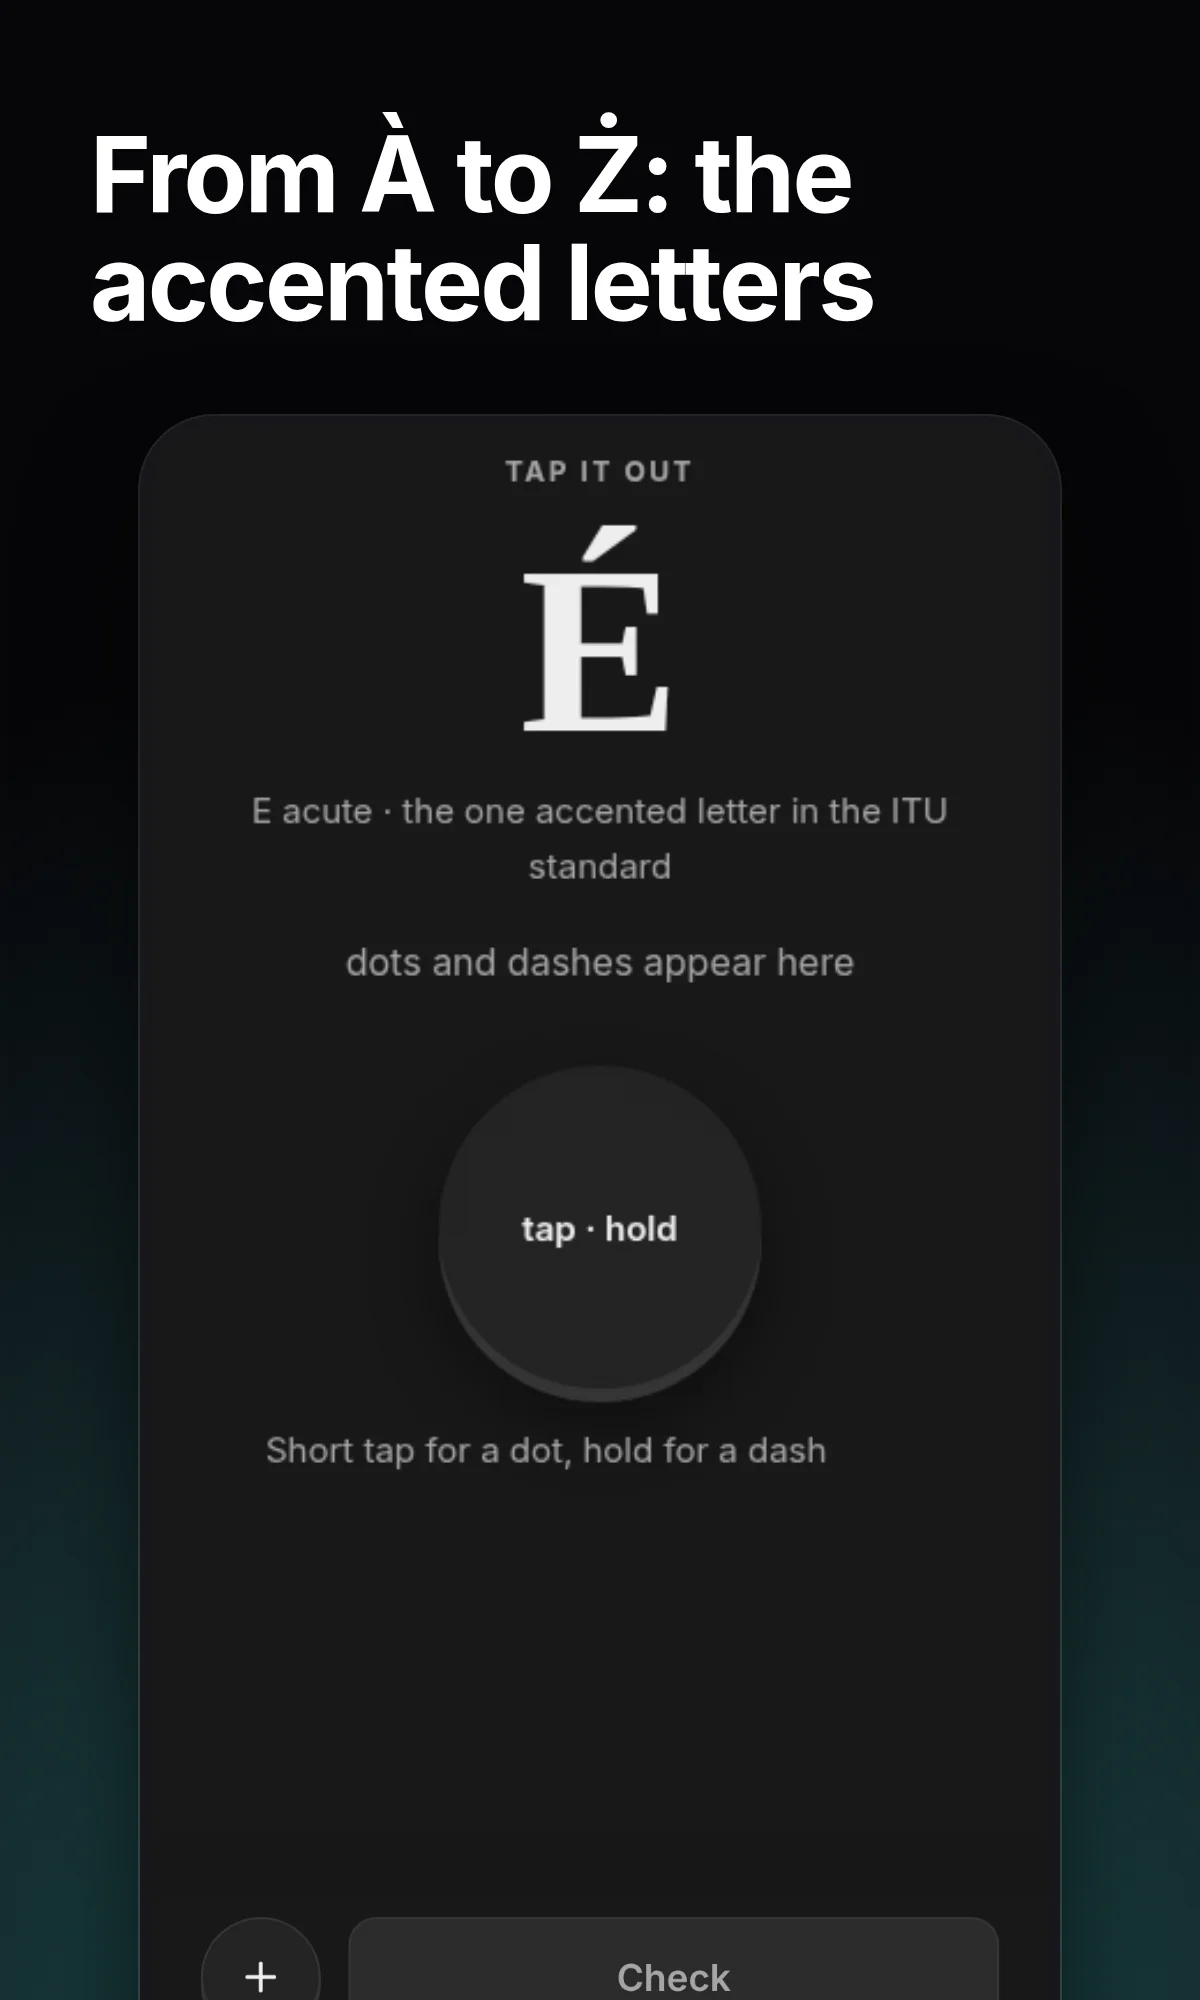 From À to Ż: the
accented letters
TAP IT OUT
É
E acute · the one accented letter in the ITU
standard
dots and dashes appear here
tap · hold
Short tap for a dot, hold for a dash
+
Check